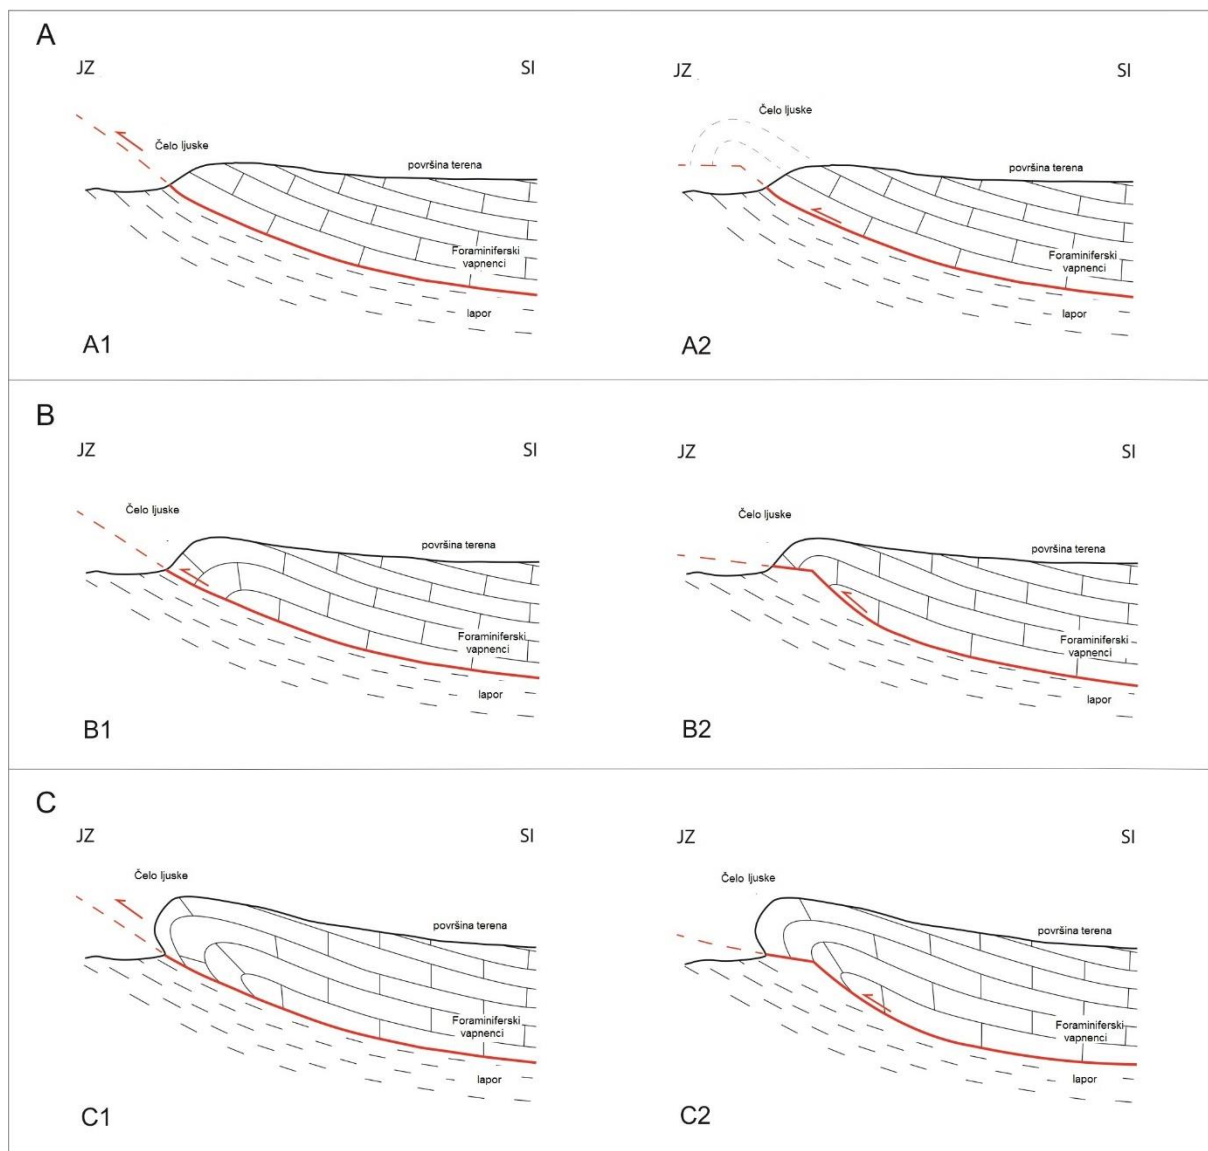 A
JZ
SI
Čelo ljuske
površina terena
Foraminiferski
vapnenci
lapor
A1
JZ
SI
Čelo ljuske
površina terena
Foraminiferski
vapnenci
lapor
A2
B
JZ
SI
Čelo ljuske
površina terena
Foraminiferski
vapnenci
lapor
B1
JZ
SI
Čelo ljuske
površina terena
Foraminiferski
vapnenci
lapor
B2
C
JZ
SI
Čelo ljuske
površina terena
Foraminiferski
vapnenci
lapor
C1
JZ
SI
Čelo ljuske
površina terena
Foraminiferski
vapnenci
lapor
C2